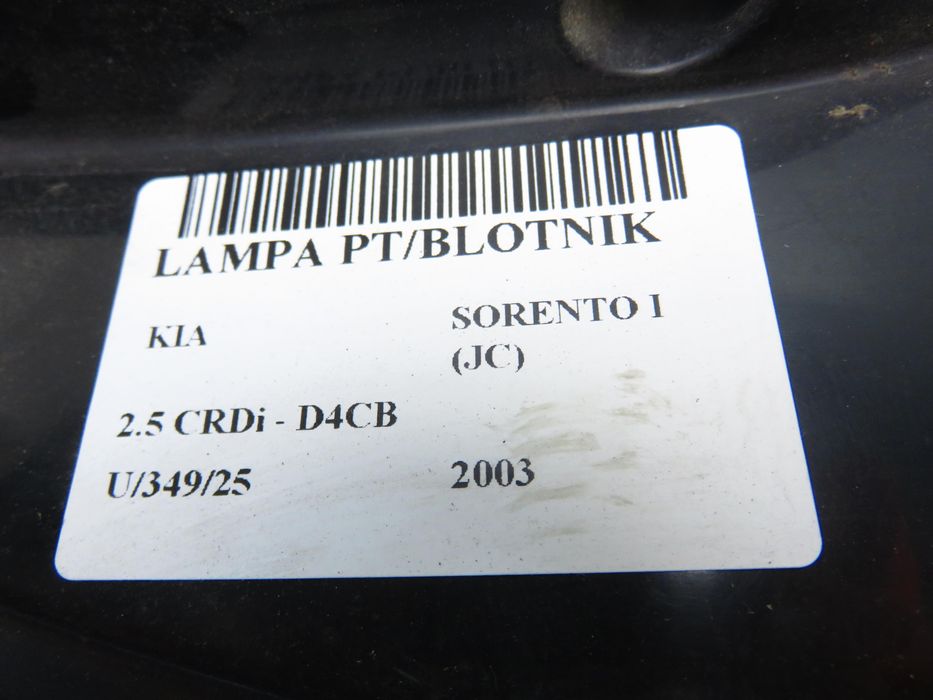 LAMPA PT/BLOTNIK
KIA
SORENTO I
(JC)
2.5 CRDi - D4CB
U/349/25
2003